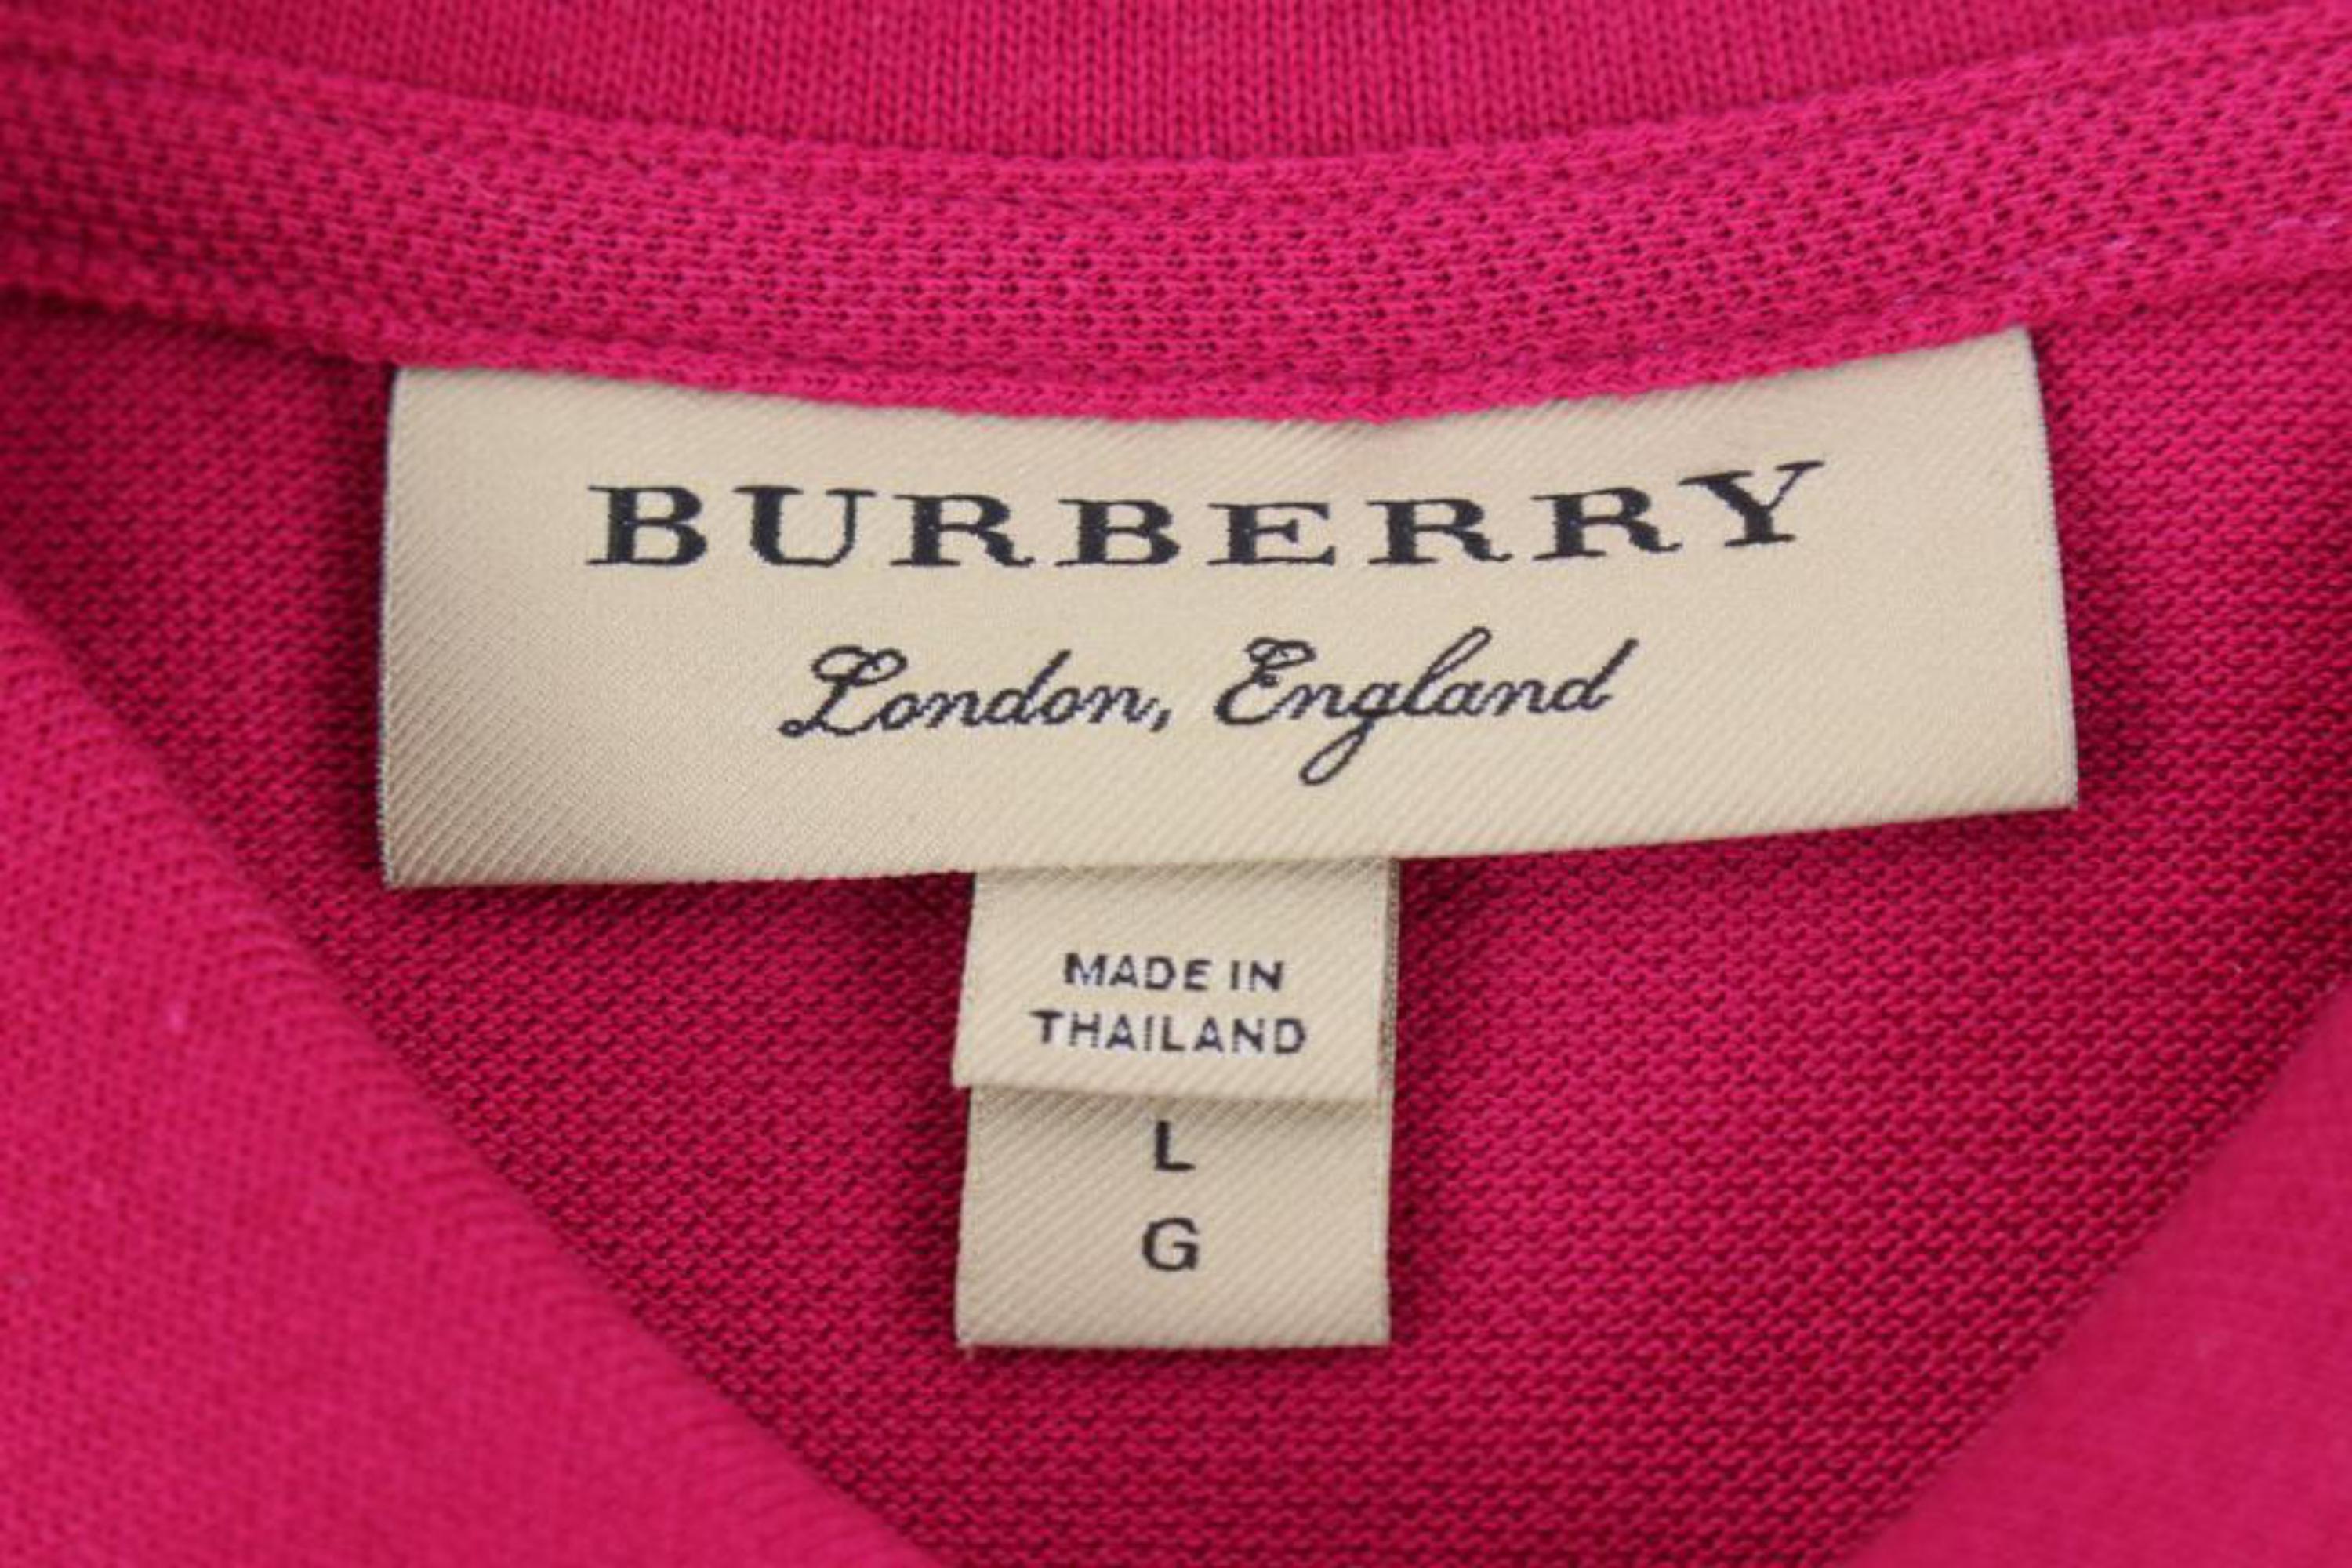 BURBERRY
London, England
MADE IN
THAILAND
L
G